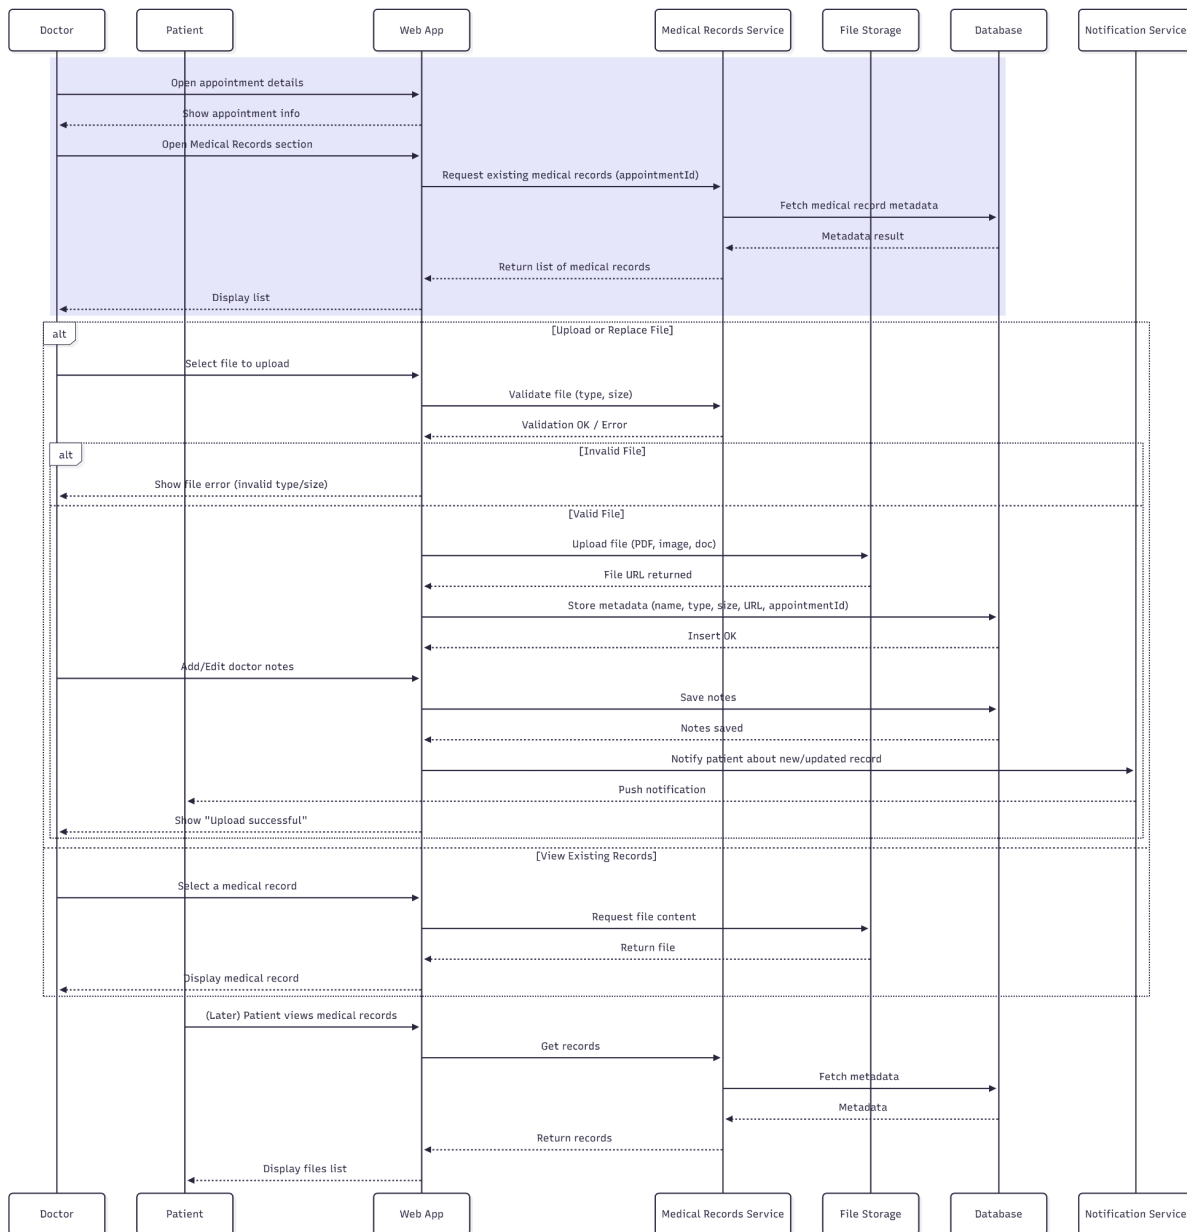 Doctor
Patient
Web App
Medical Records Service
File Storage
Database
Notification Service
Open appointment details
Show appointment info
Open Medical Records section
Request existing medical records (appointmentId)
Fetch medical record metadata
Metadata result
Return list of medical records
Display list
alt
[Upload or Replace File]
Select file to upload
Validate file (type, size)
Validation OK / Error
alt
[Invalid File]
Show file error (invalid type/size)
[Valid File]
Upload file (PDF, image, doc)
File URL returned
Store metadata (name, type, size, URL, appointmentId)
Insert OK
Add/Edit doctor notes
Save notes
Notes saved
Notify patient about new/updated record
Push notification
Show "Upload successful"
[View Existing Records]
Select a medical record
Request file content
Return file
Display medical record
(Later) Patient views medical records
Get records
Fetch metadata
Metadata
Return records
Display files list
Doctor
Patient
Web App
Medical Records Service
File Storage
Database
Notification Service